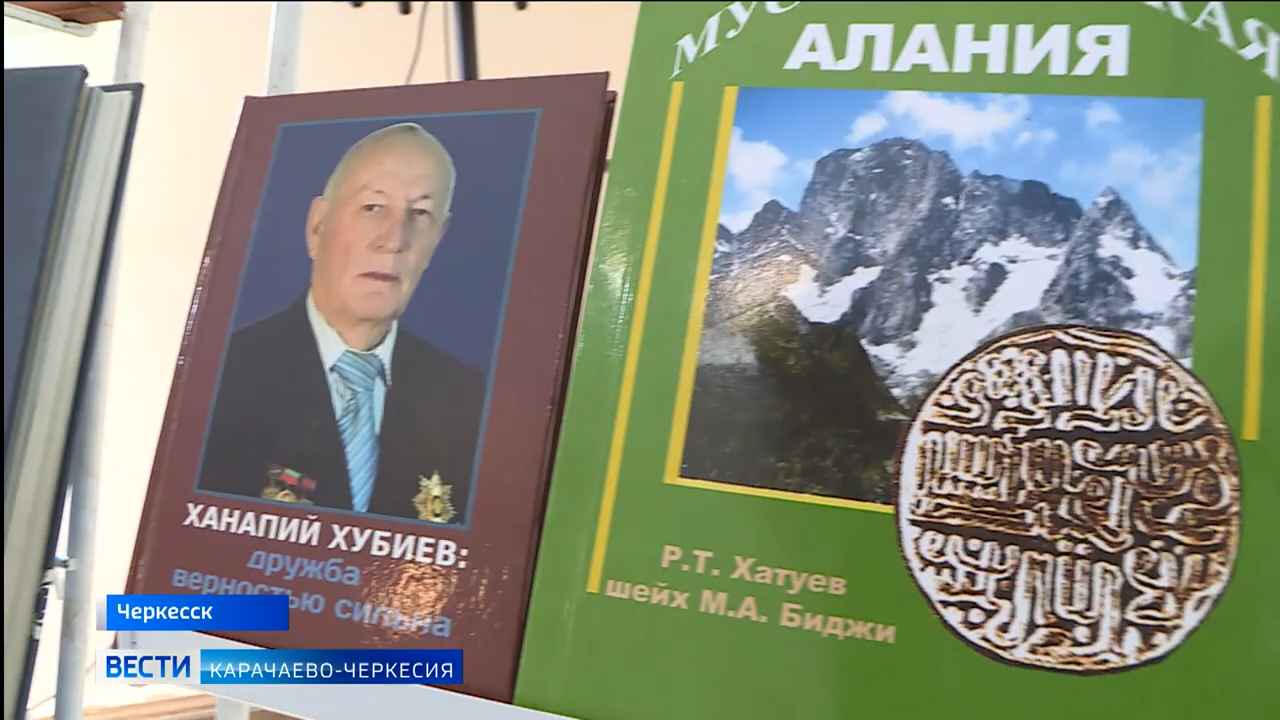 АЛАНИЯ
Р.Т. Хатуев
шейх М.А. Биджи
ХАНАПИЙ ХУБИЕВ:
дружба
верностью сильна
Черкесск
ВЕСТИ КАРАЧАЕВО-ЧЕРКЕСИЯ